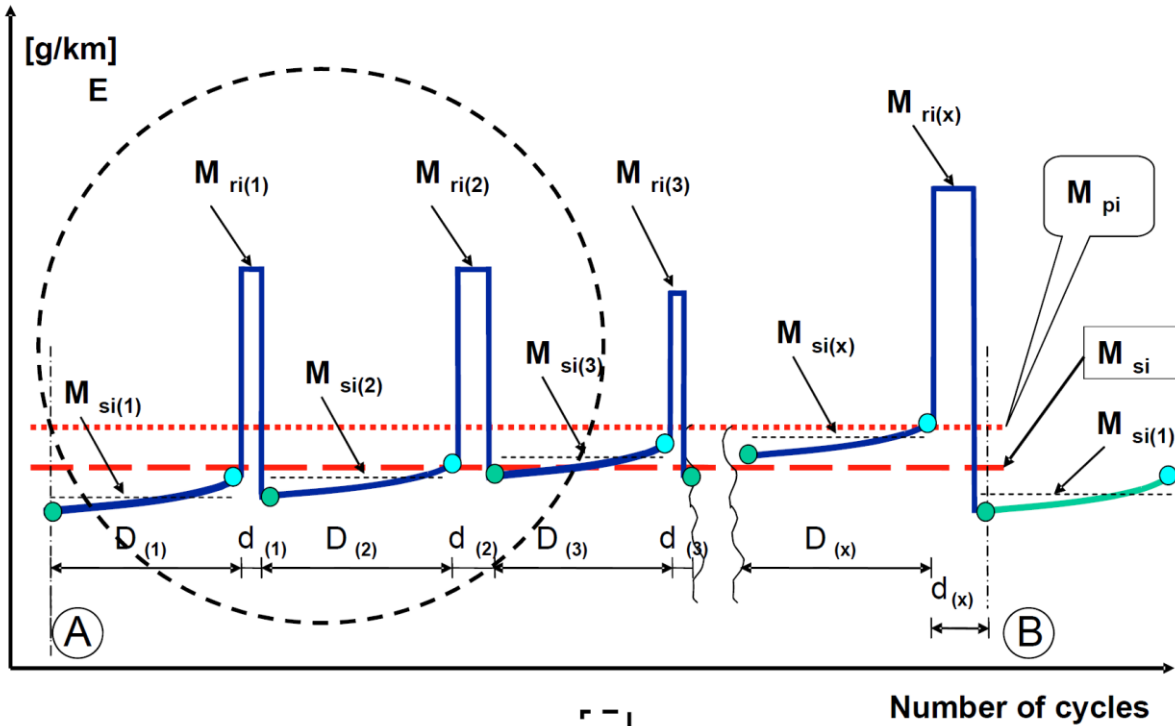 [g/km]
E
M ri(x)
M ri(1)
M ri(2)
M ri(3)
M pi
M si(x)
M si(3)
M si
M si(2)
M si(1)
M si(1)
D (1)
d (1)
D (2)
d (2)
D (3)
d (3)
D (x)
d (x)
A
B
Number of cycles